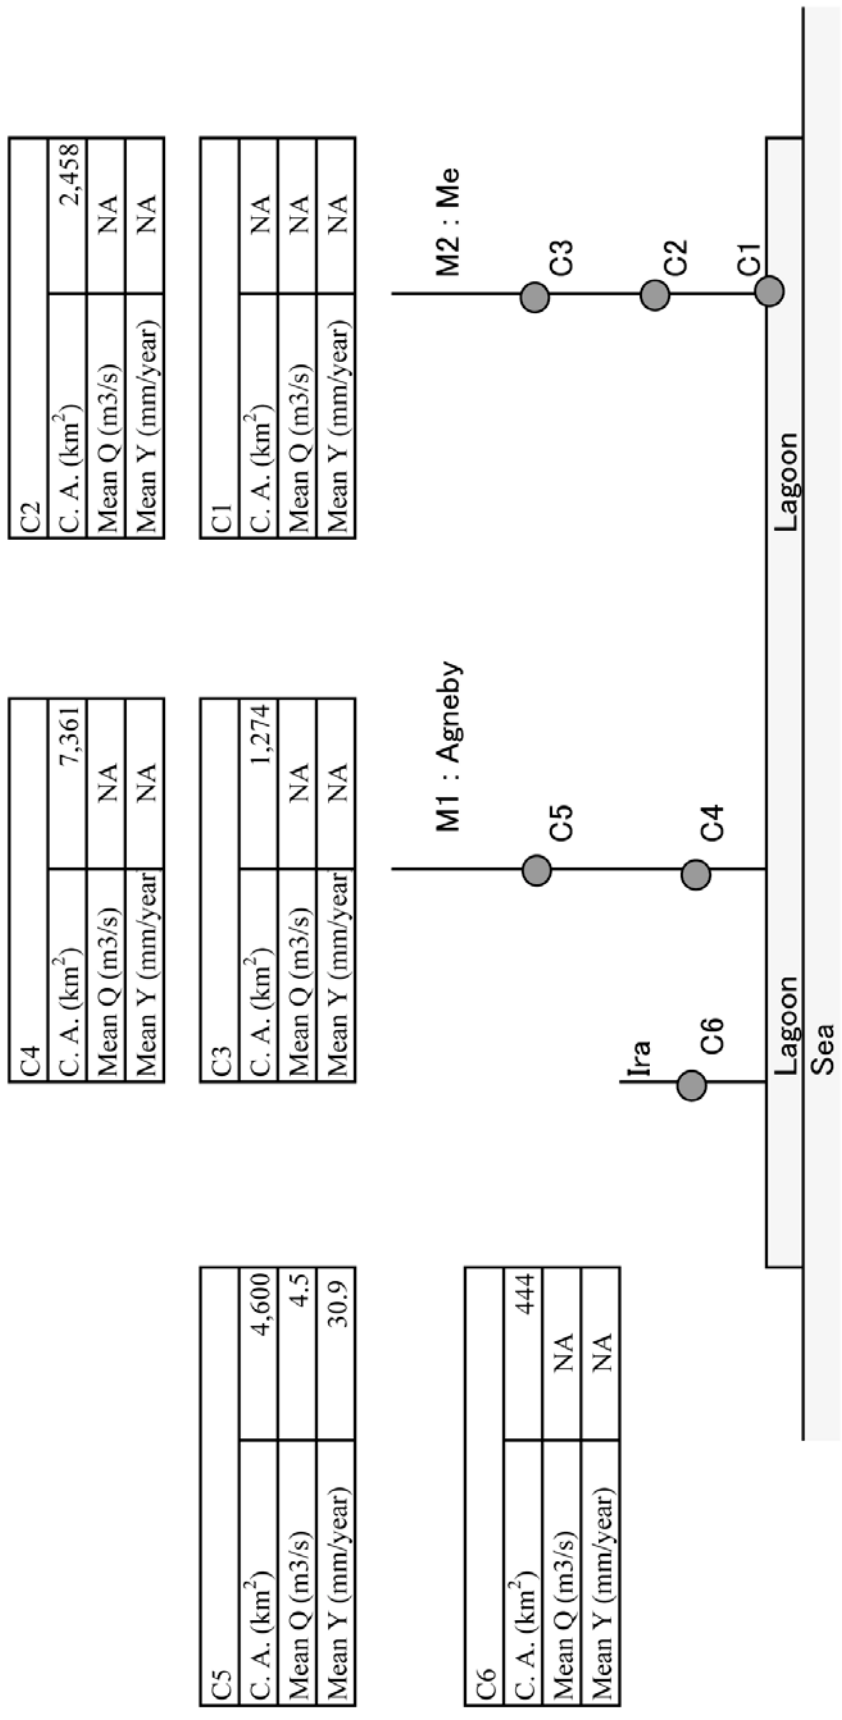 C5
C. A. (km²) 4,600
Mean Q (m3/s) 4.5
Mean Y (mm/year) 30.9
C4
C. A. (km²) 7,361
Mean Q (m3/s) NA
Mean Y (mm/year
C2
C. A. (km²) 2,458
Mean Q (m3/s) NA
Mean Y (mm/year) NA
NA
C3
C. A. (km²) 1,274
Mean Q (m3/s) NA
Mean Y (mm/year NA
C1
C. A. (km²) NA
Mean Q (m3/s) NA
Mean Y (mm/year) NA
C6
C. A. (km²) 444
Mean Q (m3/s) NA
Mean Y (mm/year) NA
M1 : Agneby
M2 : Me
C5
C3
Ira
C6
C4
C2
C1
Lagoon
Lagoon
Sea